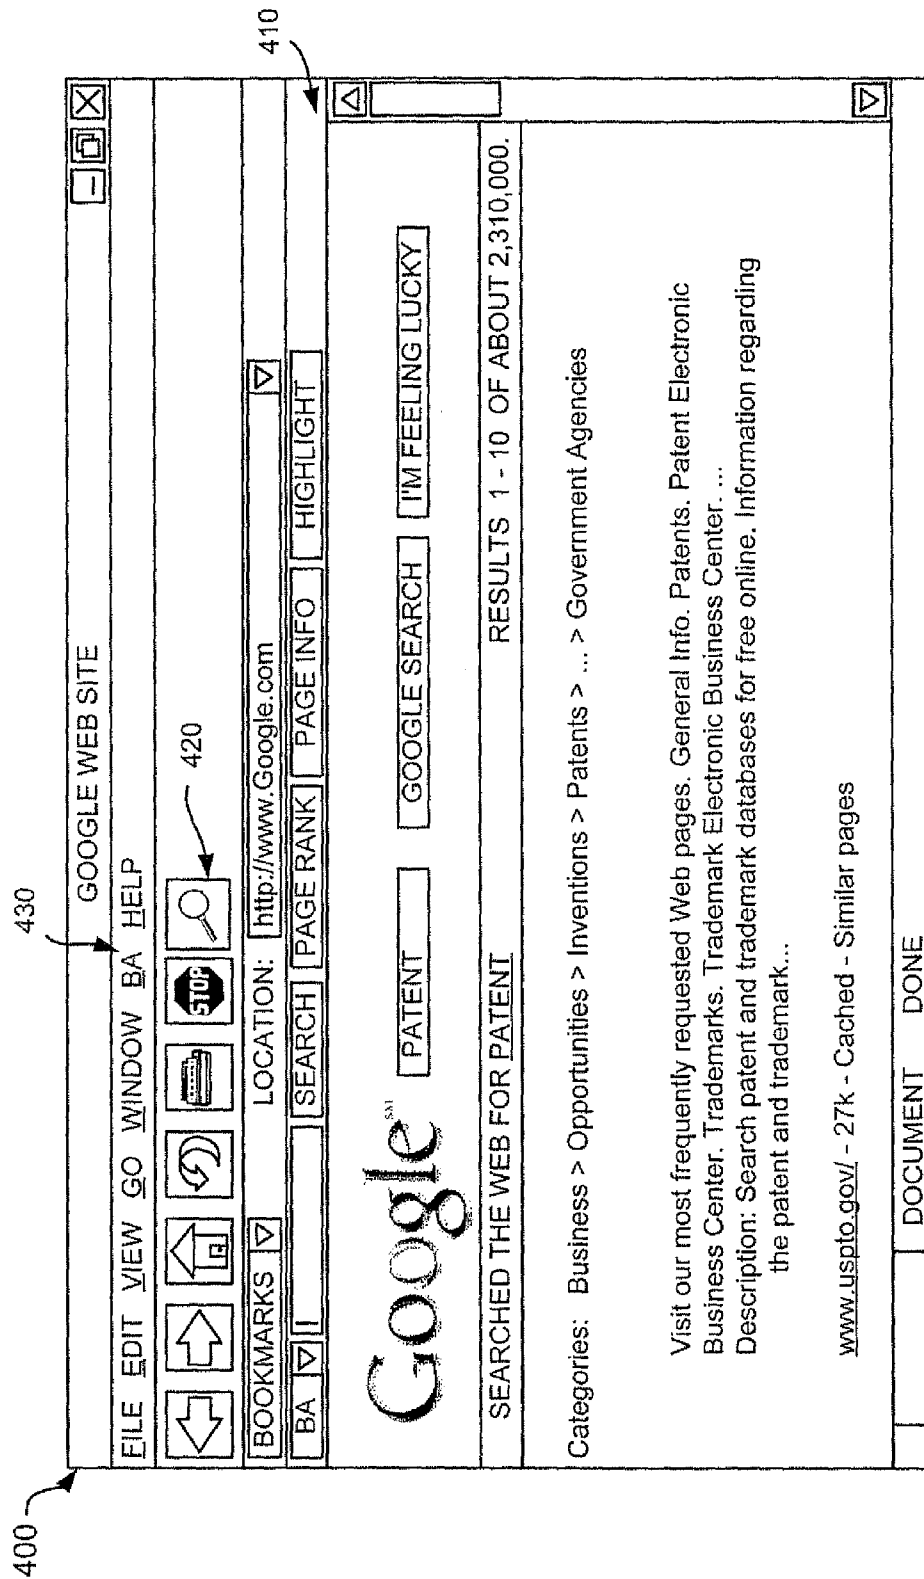 400
430
410
GOOGLE WEB SITE
FILE EDIT VIEW GO WINDOW BA HELP
STOP
420
BOOKMARKS LOCATION: http://www.Google.com
BA SEARCH PAGE RANK PAGE INFO HIGHLIGHT
Google SM PATENT GOOGLE SEARCH I'M FEELING LUCKY
SEARCHED THE WEB FOR PATENT RESULTS 1 - 10 OF ABOUT 2,310,000.
Categories: Business > Opportunities > Inventions > Patents > ... > Government Agencies
Visit our most frequently requested Web pages. General Info. Patents. Patent Electronic
Business Center. Trademarks. Trademark Electronic Business Center. ...
Description: Search patent and trademark databases for free online. Information regarding
the patent and trademark...
www.uspto.gov/ - 27k - Cached - Similar pages
DOCUMENT DONE